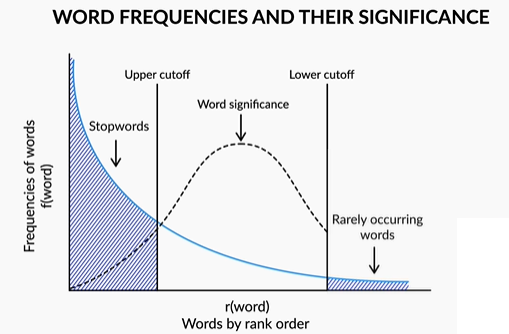 WORD FREQUENCIES AND THEIR SIGNIFICANCE
Upper cutoff
Lower cutoff
Word significance
Stopwords
Frequencies of words
f(word)
Rarely occurring
words
r(word)
Words by rank order